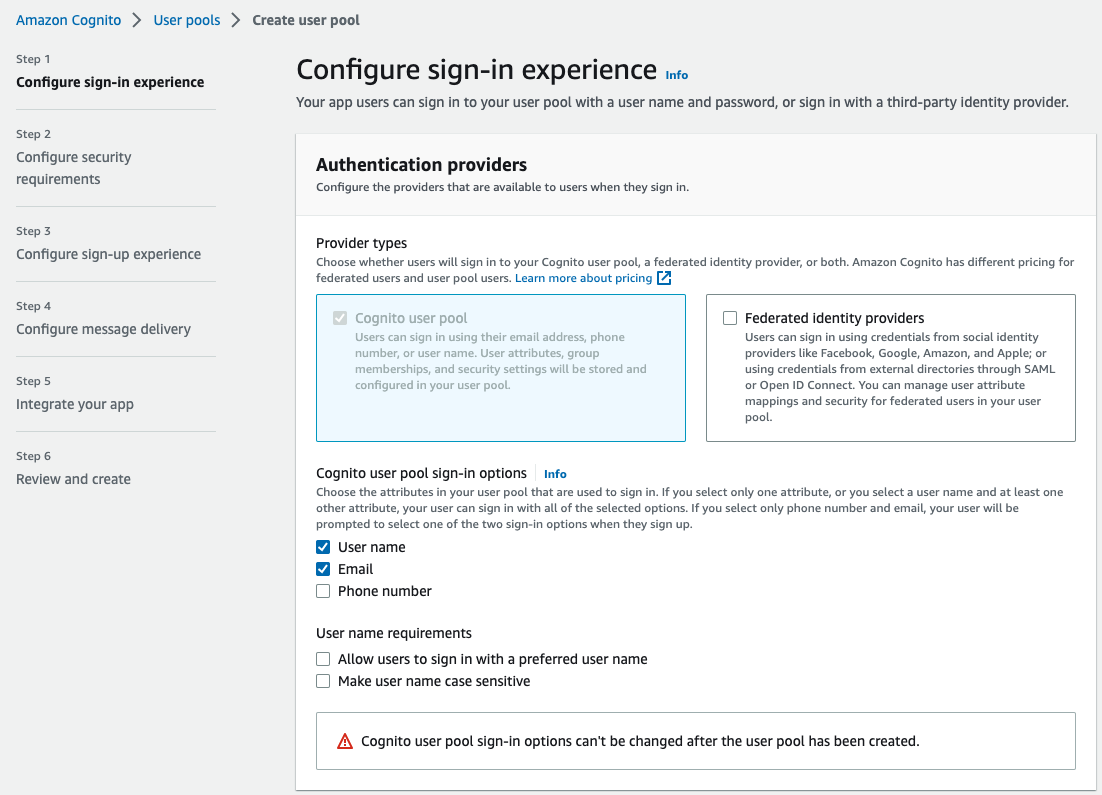 Amazon Cognito > User pools > Create user pool
Step 1
Configure sign-in experience
Step 2
Configure security
requirements
Step 3
Configure sign-up experience
Step 4
Configure message delivery
Step 5
Integrate your app
Step 6
Review and create
Configure sign-in experience Info
Your app users can sign in to your user pool with a user name and password, or sign in with a third-party identity provider.
Authentication providers
Configure the providers that are available to users when they sign in.
Provider types
Choose whether users will sign in to your Cognito user pool, a federated identity provider, or both. Amazon Cognito has different pricing for
federated users and user pool users. Learn more about pricing
Cognito user pool
Users can sign in using their email address, phone
number, or user name. User attributes, group
memberships, and security settings will be stored and
configured in your user pool.
Federated identity providers
Users can sign in using credentials from social identity
providers like Facebook, Google, Amazon, and Apple; or
using credentials from external directories through SAML
or Open ID Connect. You can manage user attribute
mappings and security for federated users in your user
pool.
Cognito user pool sign-in options Info
Choose the attributes in your user pool that are used to sign in. If you select only one attribute, or you select a user name and at least one
other attribute, your user can sign in with all of the selected options. If you select only phone number and email, your user will be
prompted to select one of the two sign-in options when they sign up.
User name
Email
Phone number
User name requirements
Allow users to sign in with a preferred user name
Make user name case sensitive
Cognito user pool sign-in options can't be changed after the user pool has been created.